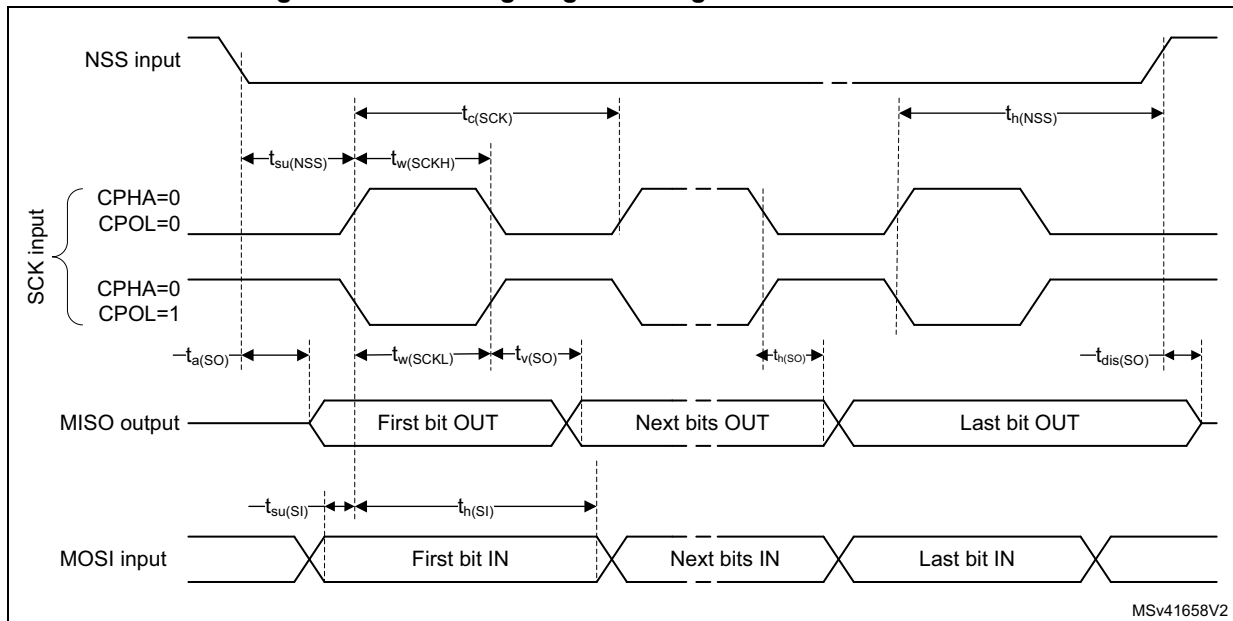 NSS input
tc(SCK)
th(NSS)
tsu(NSS)
tw(SCKH)
SCK input
CPHA=0
CPOL=0
CPHA=0
CPOL=1
ta(SO)
tw(SCKL)
tv(SO)
th(SO)
tdis(SO)
MISO output
First bit OUT
Next bits OUT
Last bit OUT
tsu(SI)
th(SI)
MOSI input
First bit IN
Next bits IN
Last bit IN
MSv41658V2